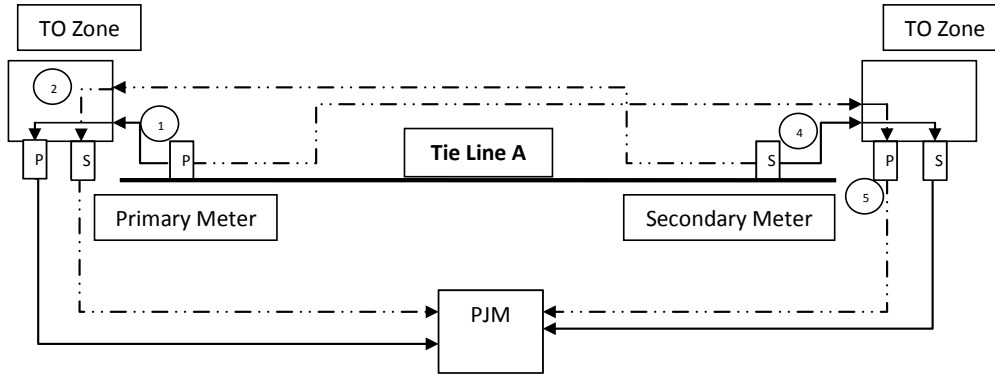 TO Zone
TO Zone
2
1
4
P
S
P
Tie Line A
S
P
S
5
Primary Meter
Secondary Meter
PJM